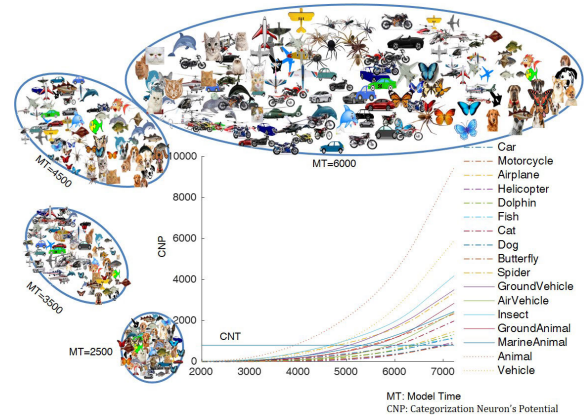 MT=6000
MT=4500
MT=3500
MT=2500
10000
8000
6000
4000
2000
0
CNP
CNT
2000
3000
4000
5000
6000
7000
Car
Motorcycle
Airplane
Helicopter
Dolphin
Fish
Cat
Dog
Butterfly
Spider
GroundVehicle
AirVehicle
Insect
GroundAnimal
MarineAnimal
Animal
Vehicle
MT: Model Time
CNP: Categorization Neuron's Potential